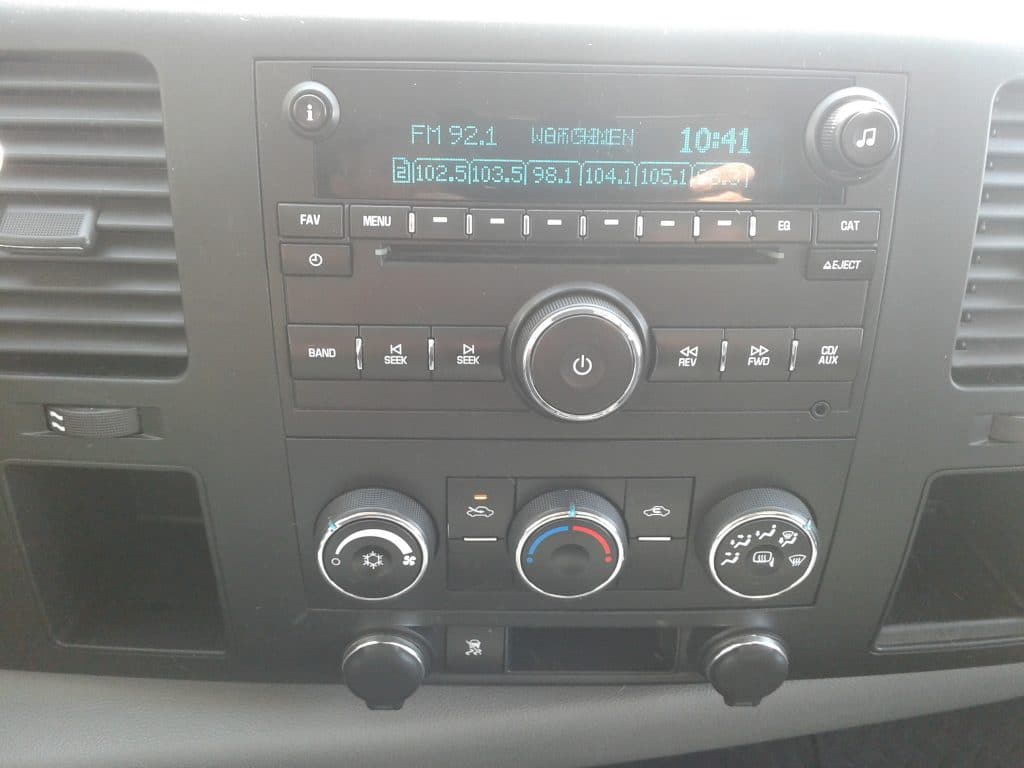 i
FM 92.1 10:41
2 102.5 103.5 98.1 104.1 105.1
FAV MENU EQ CAT
EJECT
BAND SEEK SEEK REV FWD CD/AUX